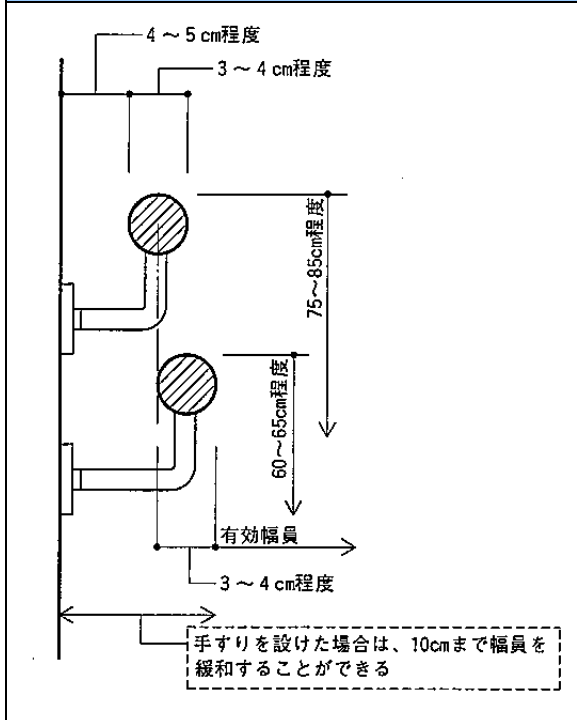 4～5cm程度
3～4cm程度
75～85cm程度
60～65cm程度
有効幅員
3～4cm程度
手すりを設けた場合は、10cmまで幅員を
緩和することができる